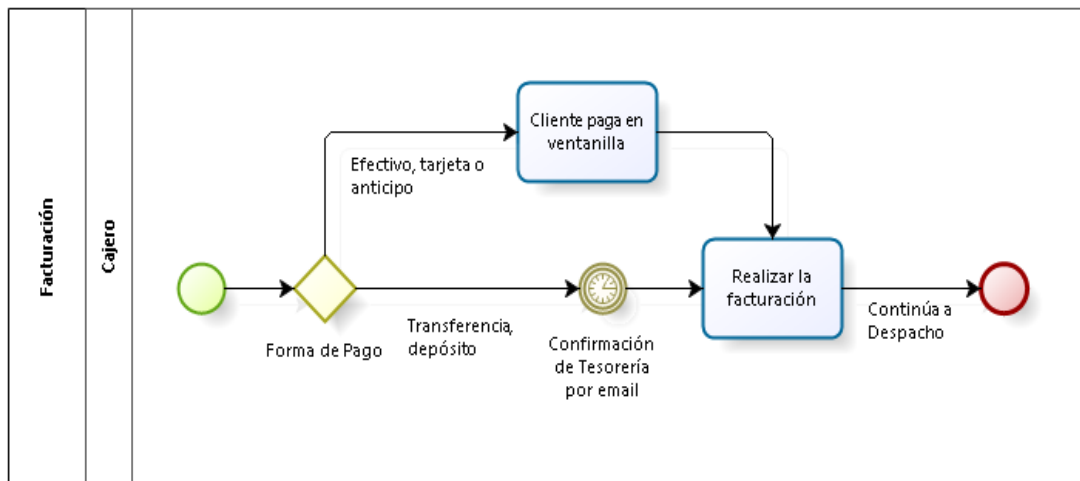 Facturación
Cajero
Cliente paga en
ventanilla
Efectivo, tarjeta o
anticipo
Realizar la
facturación
Forma de Pago
Transferencia,
depósito
Confirmación
de Tesorería
por email
Continúa a
Despacho